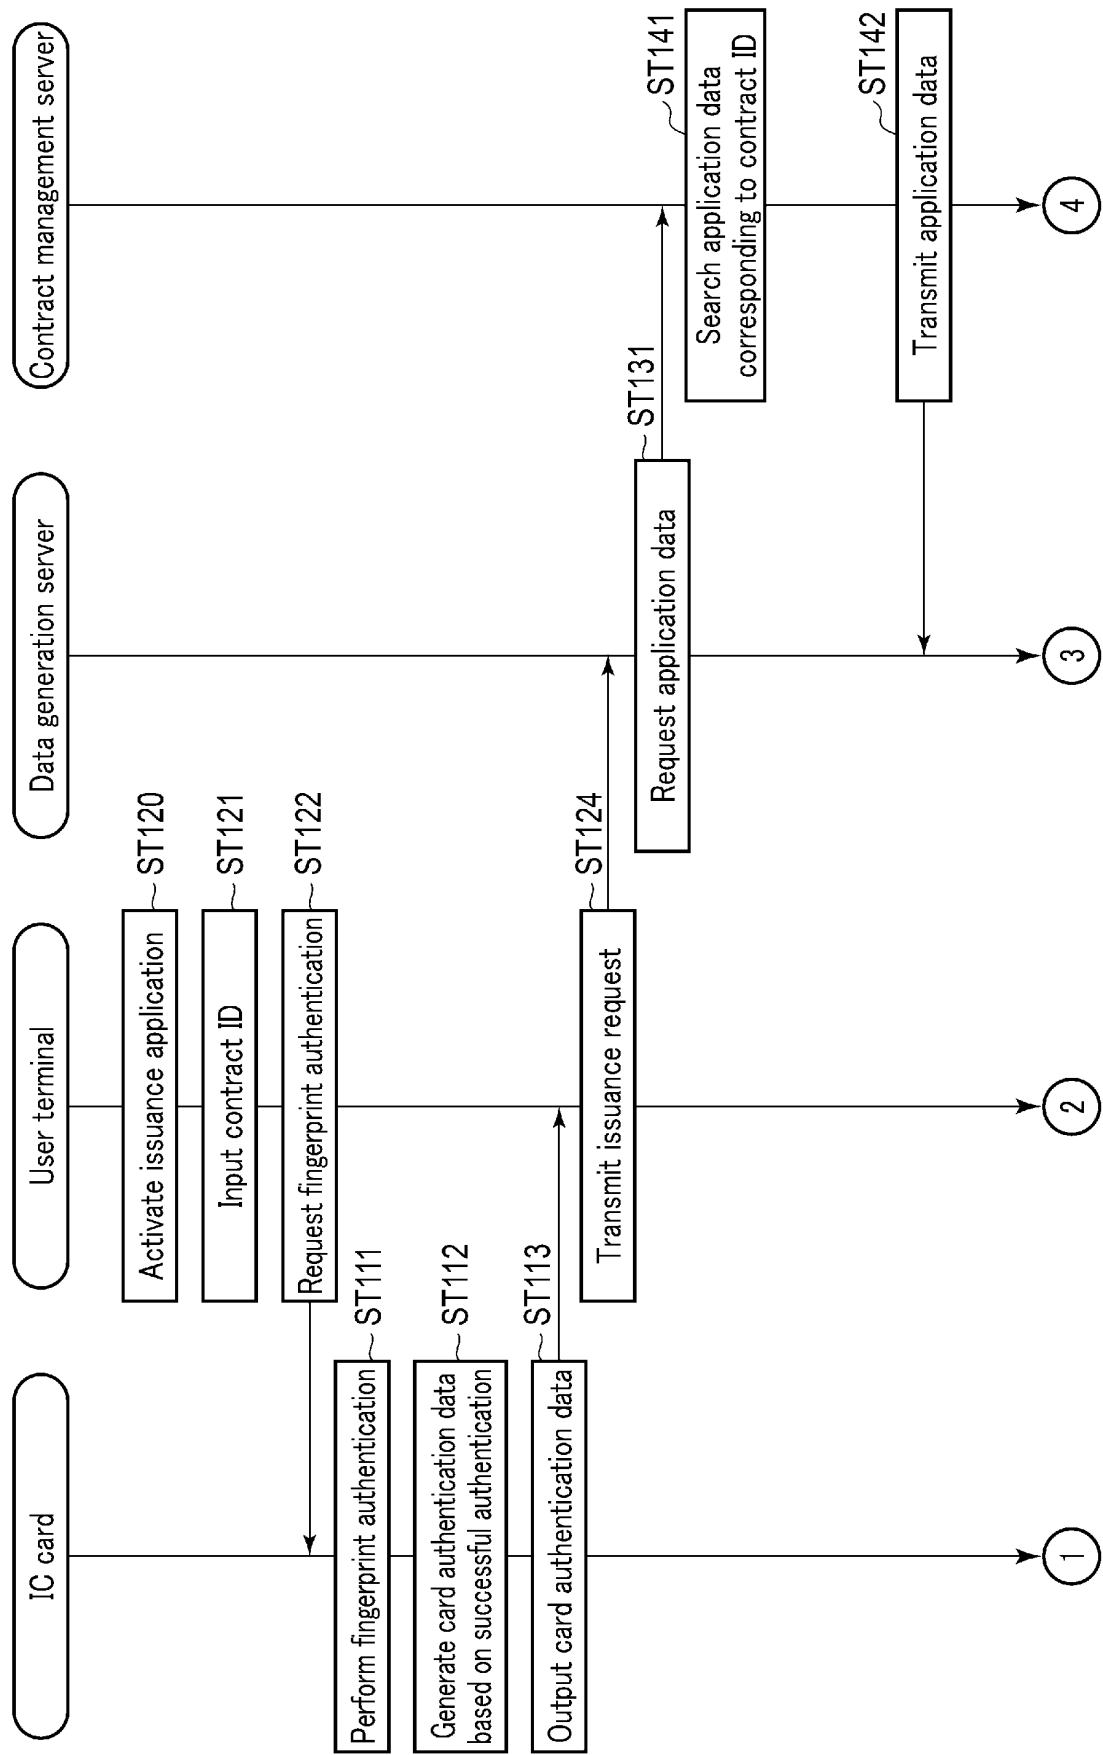 IC card
User terminal
Data generation server
Contract management server
Activate issuance application
ST120
Input contract ID
ST121
Request fingerprint authentication
ST122
Perform fingerprint authentication
ST111
Generate card authentication data
based on successful authentication
ST112
Output card authentication data
ST113
Transmit issuance request
ST124
Request application data
ST131
Search application data
corresponding to contract ID
ST141
Transmit application data
ST142
1
2
3
4